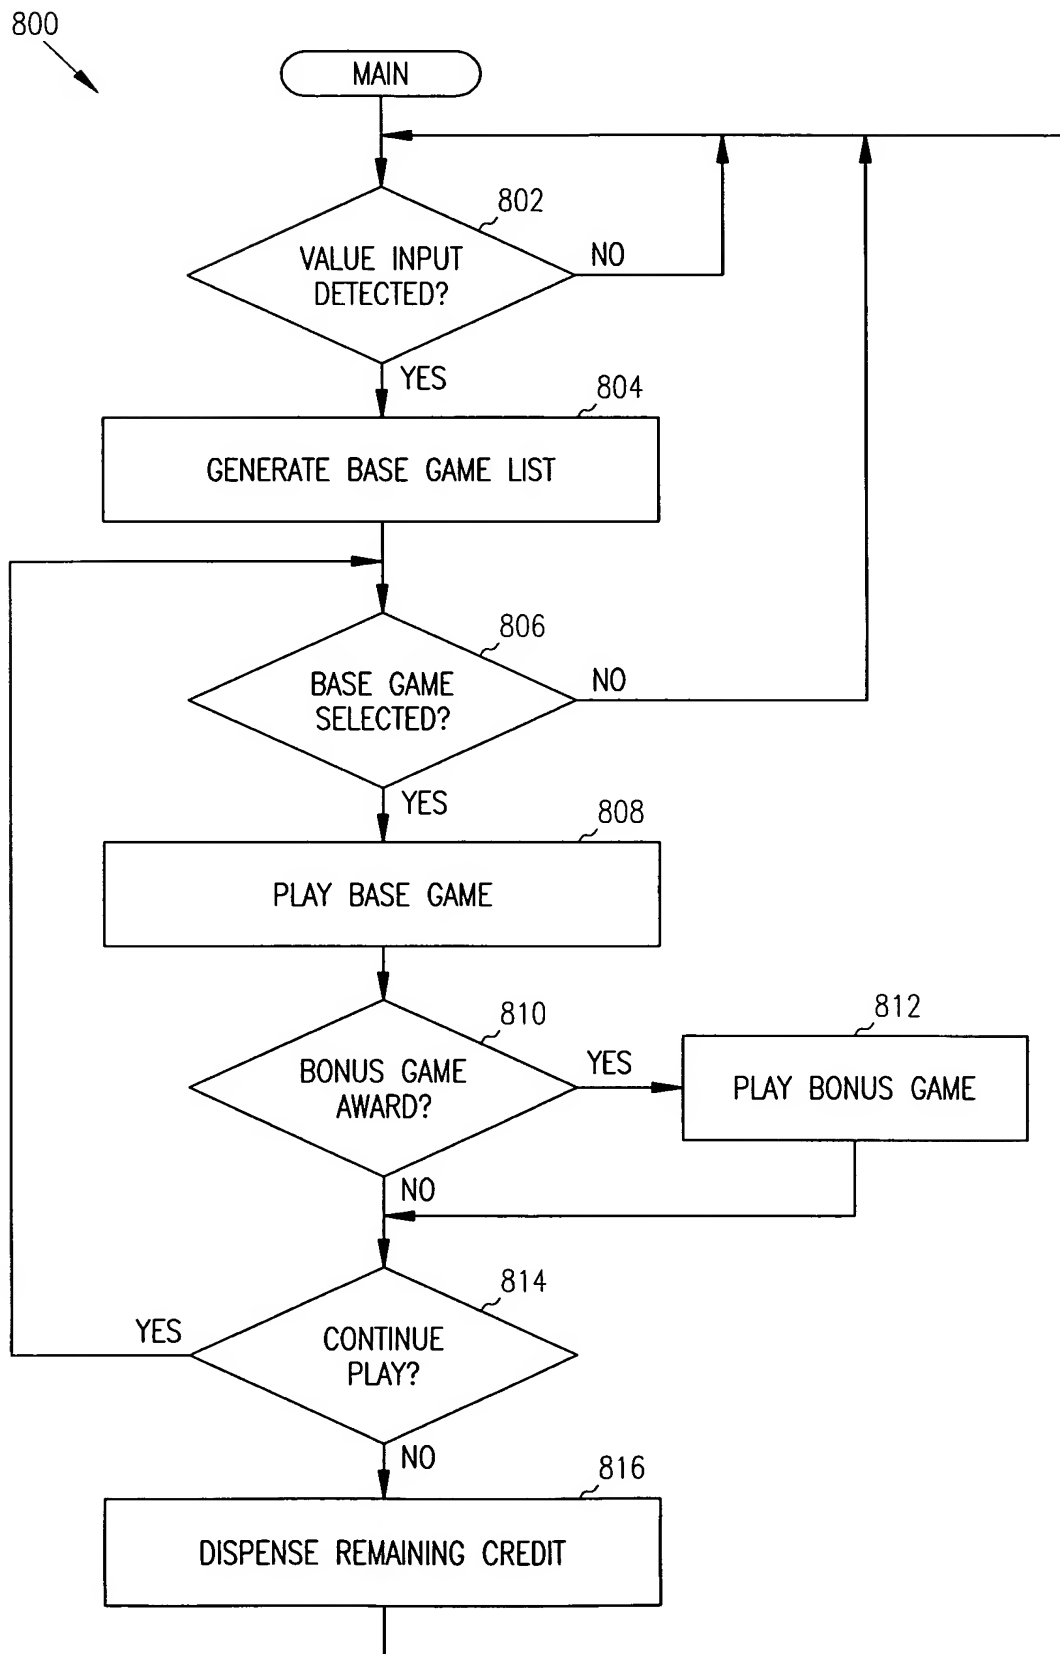 800
MAIN
802
VALUE INPUT
DETECTED?
NO
YES
804
GENERATE BASE GAME LIST
806
BASE GAME
SELECTED?
NO
YES
808
PLAY BASE GAME
810
BONUS GAME
AWARD?
YES
812
PLAY BONUS GAME
NO
814
CONTINUE
PLAY?
YES
NO
816
DISPENSE REMAINING CREDIT